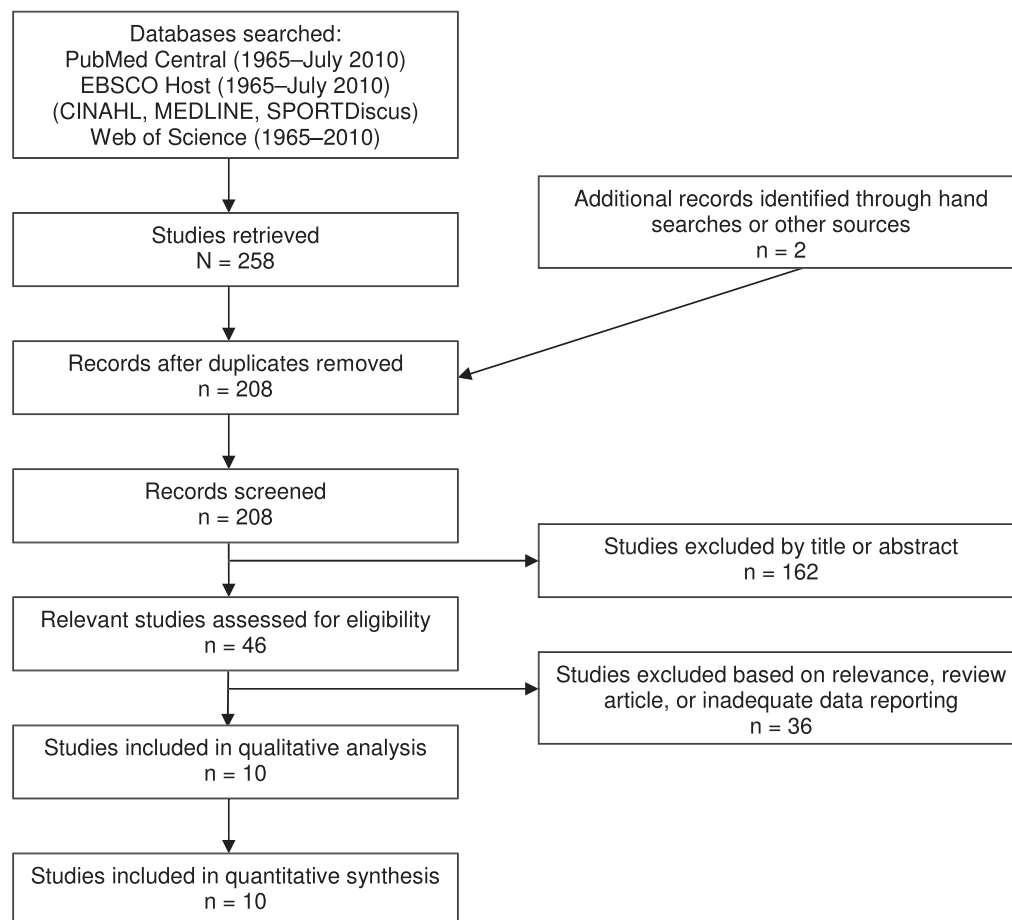 Databases searched:
PubMed Central (1965–July 2010)
EBSCO Host (1965–July 2010)
(CINAHL, MEDLINE, SPORTDiscus)
Web of Science (1965–2010)
Additional records identified through hand
searches or other sources
n = 2
Studies retrieved
N = 258
Records after duplicates removed
n = 208
Records screened
n = 208
Studies excluded by title or abstract
n = 162
Relevant studies assessed for eligibility
n = 46
Studies excluded based on relevance, review
article, or inadequate data reporting
n = 36
Studies included in qualitative analysis
n = 10
Studies included in quantitative synthesis
n = 10